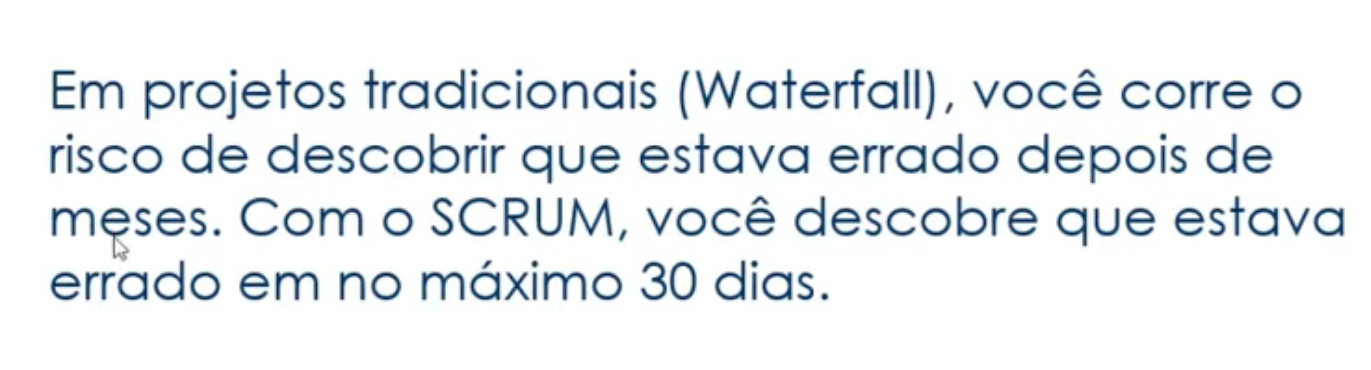 Em projetos tradicionais (Waterfall), você corre o
risco de descobrir que estava errado depois de
meses. Com o SCRUM, você descobre que estava
errado em no máximo 30 dias.